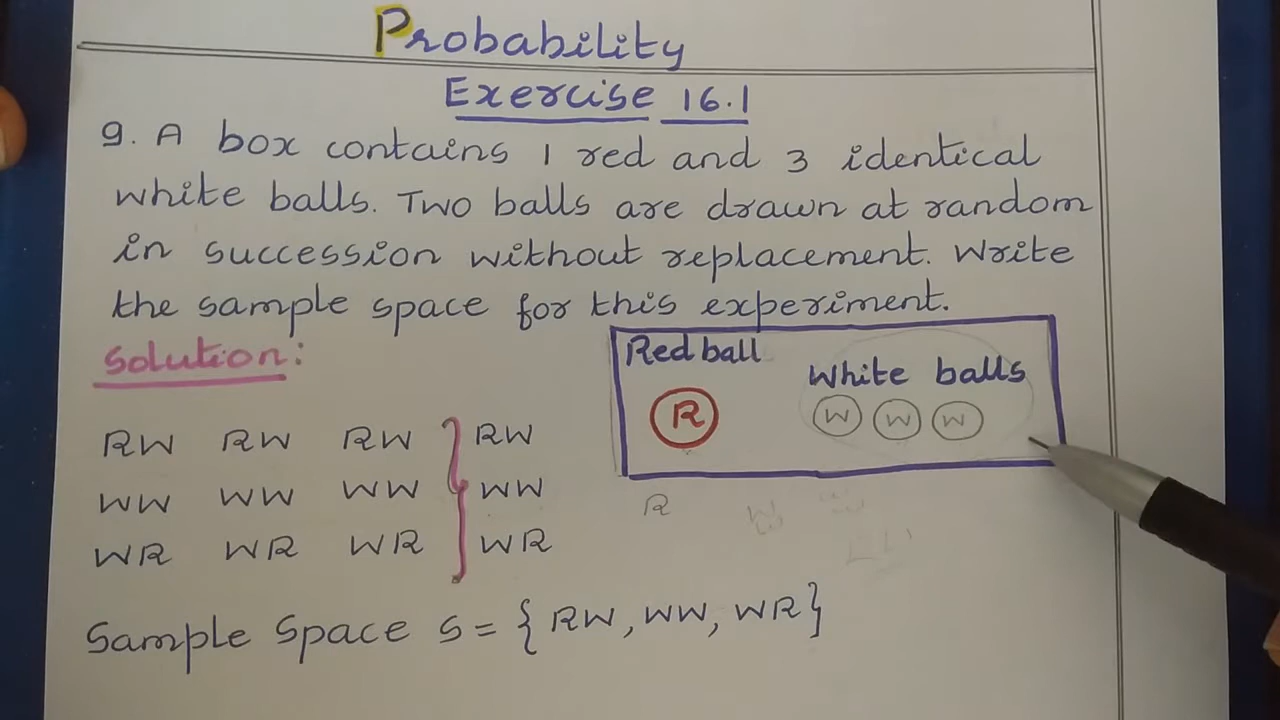 Probability
Exercise 16.1
9. A box contains 1 red and 3 identical
white balls. Two balls are drawn at random
in succession without replacement. Write
the sample space for this experiment.
Solution:
Red ball
White balls
R W W W
RW RW RW RW
WW WW WW WW
WR WR WR WR
R
Sample Space S = { RW, WW, WR }